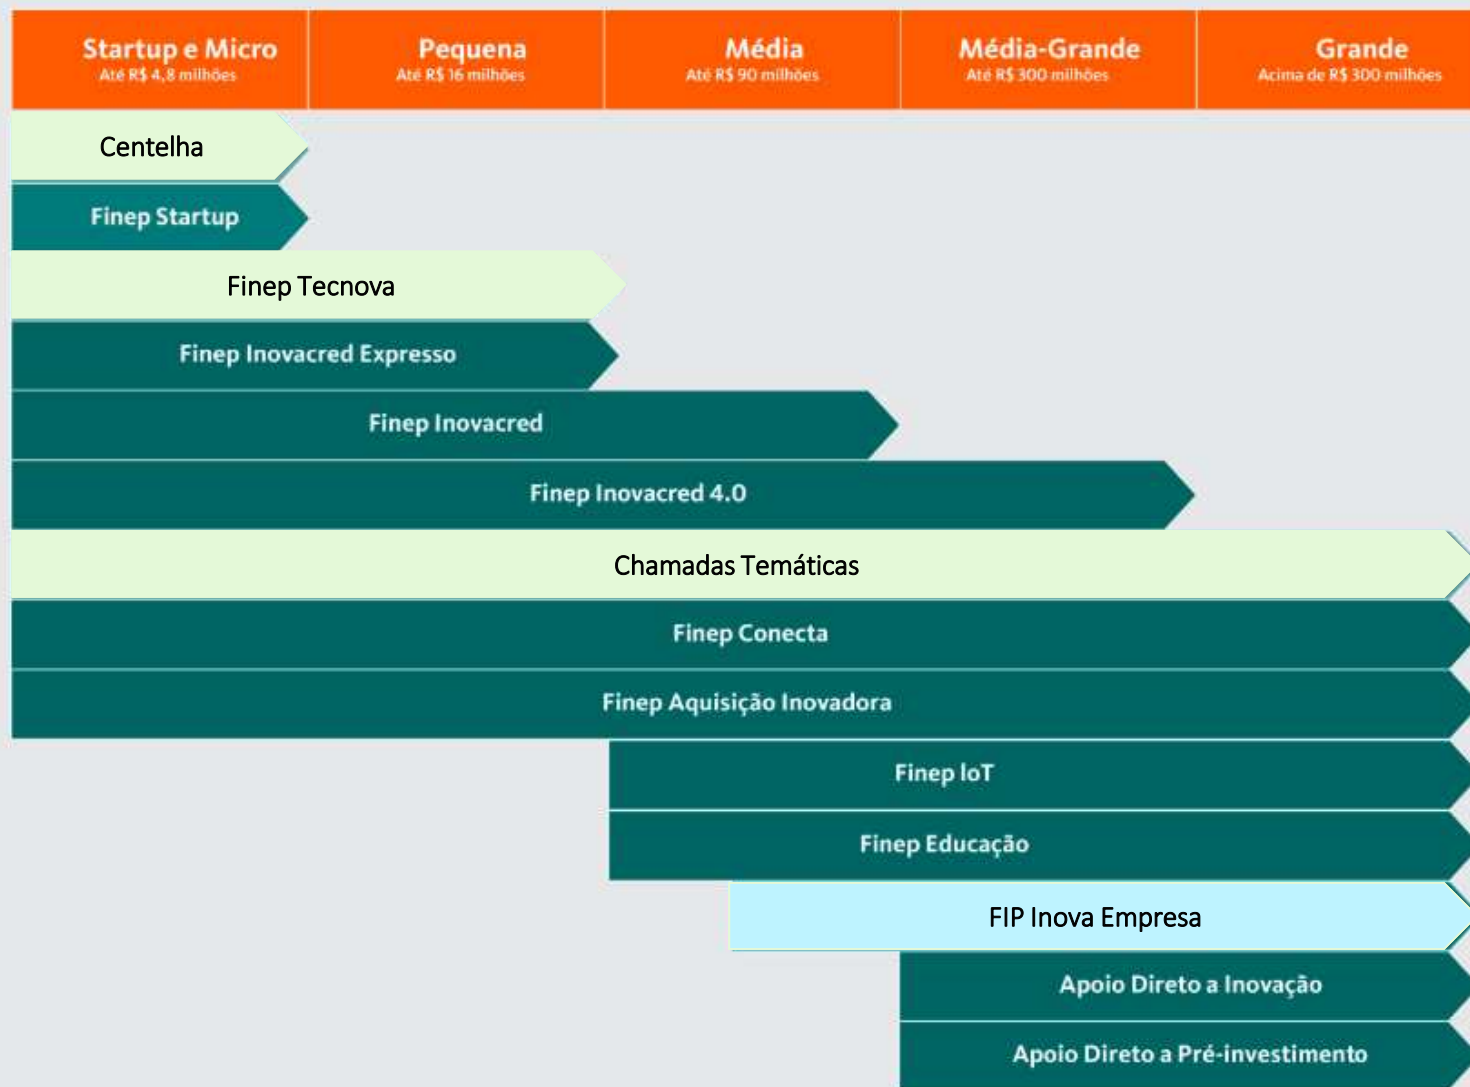 Startup e Micro
Até R$ 4,8 milhões
Pequena
Até R$ 16 milhões
Média
Até R$ 90 milhões
Média-Grande
Até R$ 300 milhões
Grande
Acima de R$ 300 milhões
Centelha
Finep Startup
Finep Tecnova
Finep Inovacred Expresso
Finep Inovacred
Finep Inovacred 4.0
Chamadas Temáticas
Finep Conecta
Finep Aquisição Inovadora
Finep IoT
Finep Educação
FIP Inova Empresa
Apoio Direto a Inovação
Apoio Direto a Pré-investimento